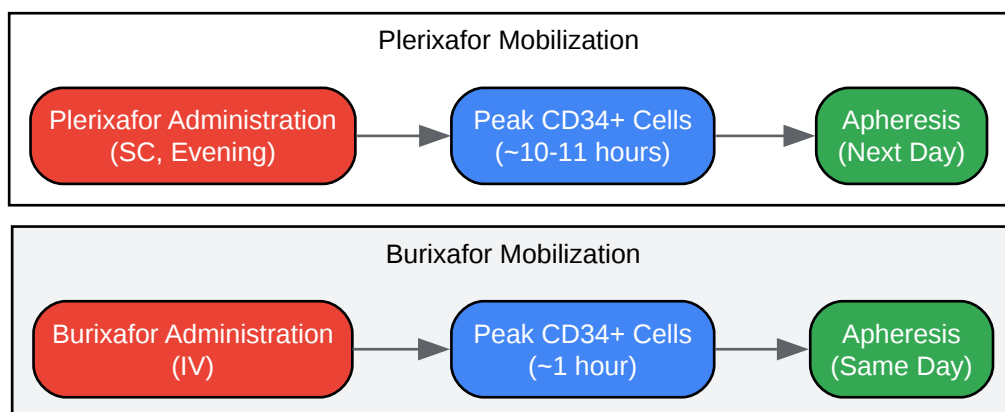 Plerixafor Mobilization
Plerixafor Administration
(SC, Evening)
Peak CD34+ Cells
(~10-11 hours)
Apheresis
(Next Day)
Burixafor Mobilization
Burixafor Administration
(IV)
Peak CD34+ Cells
(~1 hour)
Apheresis
(Same Day)